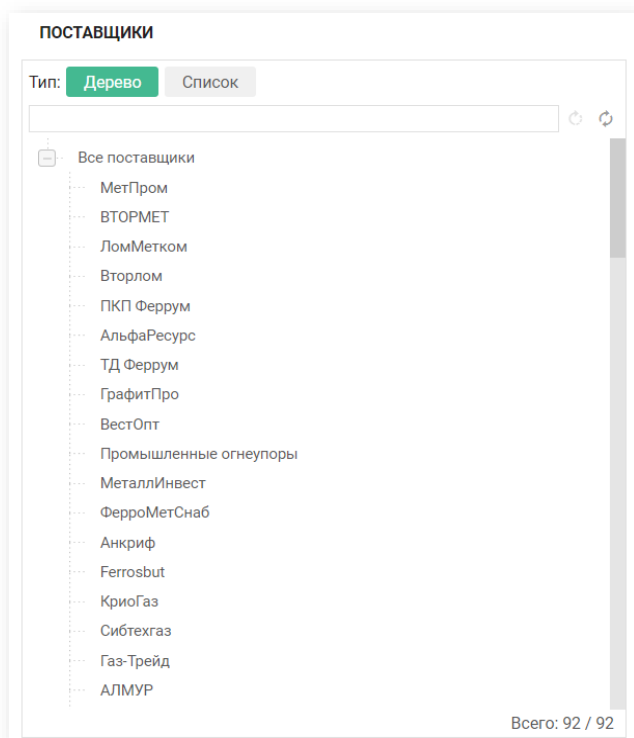 ПОСТАВЩИКИ
Тип: Дерево Список
Все поставщики
МетПром
ВТОРМЕТ
ЛомМетком
Вторлом
ПКП Феррум
АльфаРесурс
ТД Феррум
ГрафитПро
ВестОпт
Промышленные огнеупоры
МеталлИнвест
ФерроМетСнаб
Анкриф
Ferrosbut
КриоГаз
Сибтехгаз
Газ-Трейд
АЛМУР
Всего: 92 / 92